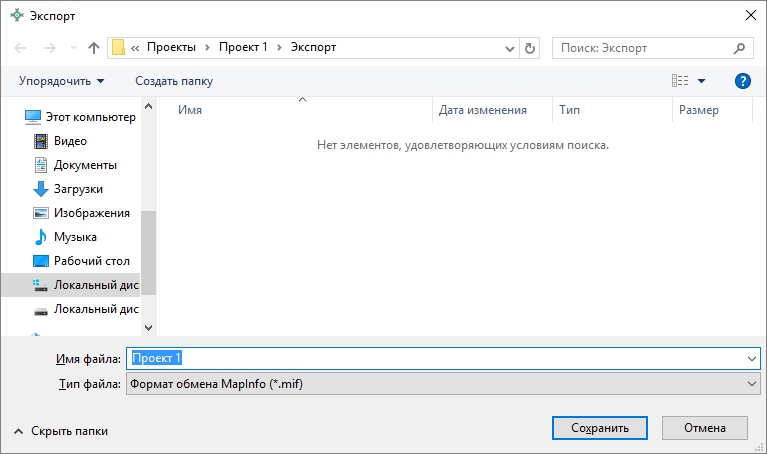 Экспорт
« Проекты > Проект 1 > Экспорт
Поиск: Экспорт
Упорядочить
Создать папку
?
Имя
Дата изменения
Тип
Размер
Нет элементов, удовлетворяющих условиям поиска.
Этот компьютер
Видео
Документы
Загрузки
Изображения
Музыка
Рабочий стол
Локальный дис
Локальный дис
Имя файла:
Проект 1
Тип файла:
Формат обмена MapInfo (*.mif)
Скрыть папки
Сохранить
Отмена